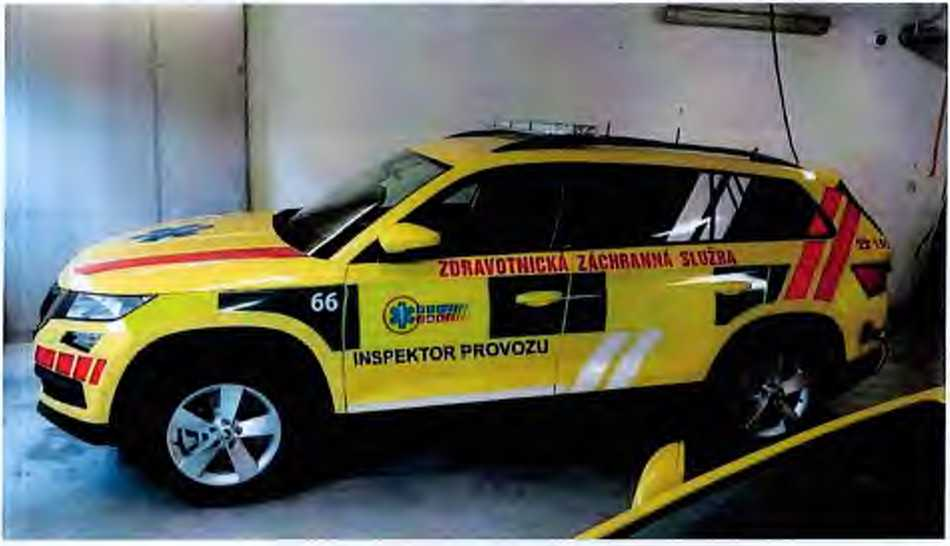 ZDRAVOTNICKÁ ZÁCHRANNÁ SLUŽBA
66
INSPEKTOR PROVOZU